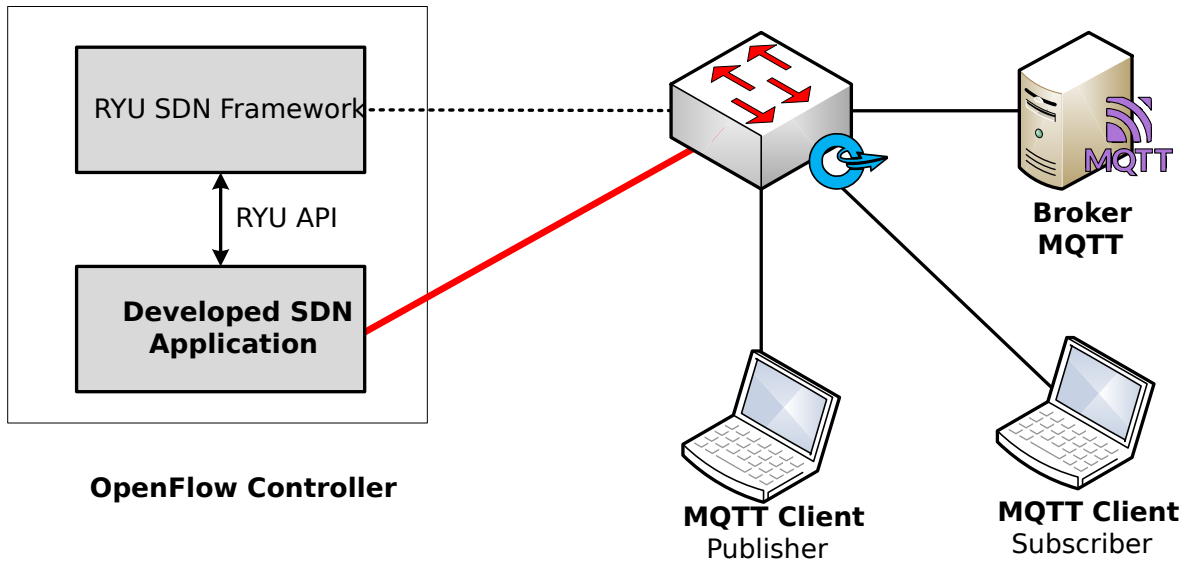 RYU SDN Framework
RYU API
Developed SDN
Application
OpenFlow Controller
MQTT
Broker
MQTT
MQTT Client
Publisher
MQTT Client
Subscriber